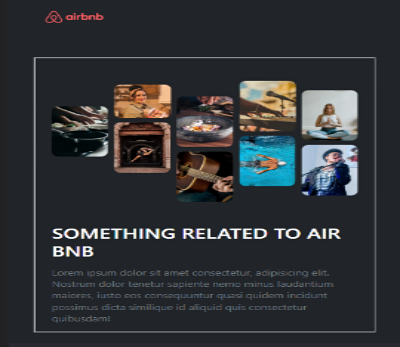 airbnb
SOMETHING RELATED TO AIR
BNB
Lorem ipsum dolor sit amet consectetur, adipisicing elit.
Nostrum dolor tenetur sapiente nemo minus laudantium
maiores, iusto eos consequuntur quasi quidem incidunt
possimus dicta similique id aliquid quis consectetur
quibusdam!